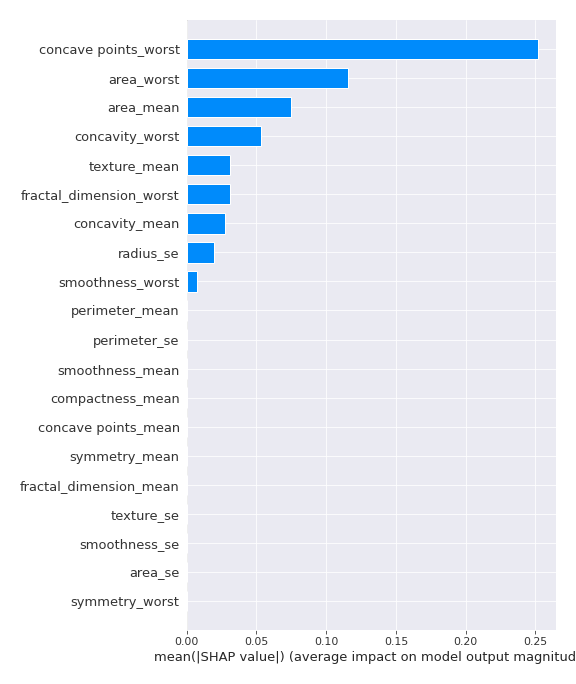 concave points_worst
area_worst
area_mean
concavity_worst
texture_mean
fractal_dimension_worst
concavity_mean
radius_se
smoothness_worst
perimeter_mean
perimeter_se
smoothness_mean
compactness_mean
concave points_mean
symmetry_mean
fractal_dimension_mean
texture_se
smoothness_se
area_se
symmetry_worst
0.00 0.05 0.10 0.15 0.20 0.25
mean(|SHAP value|) (average impact on model output magnitud